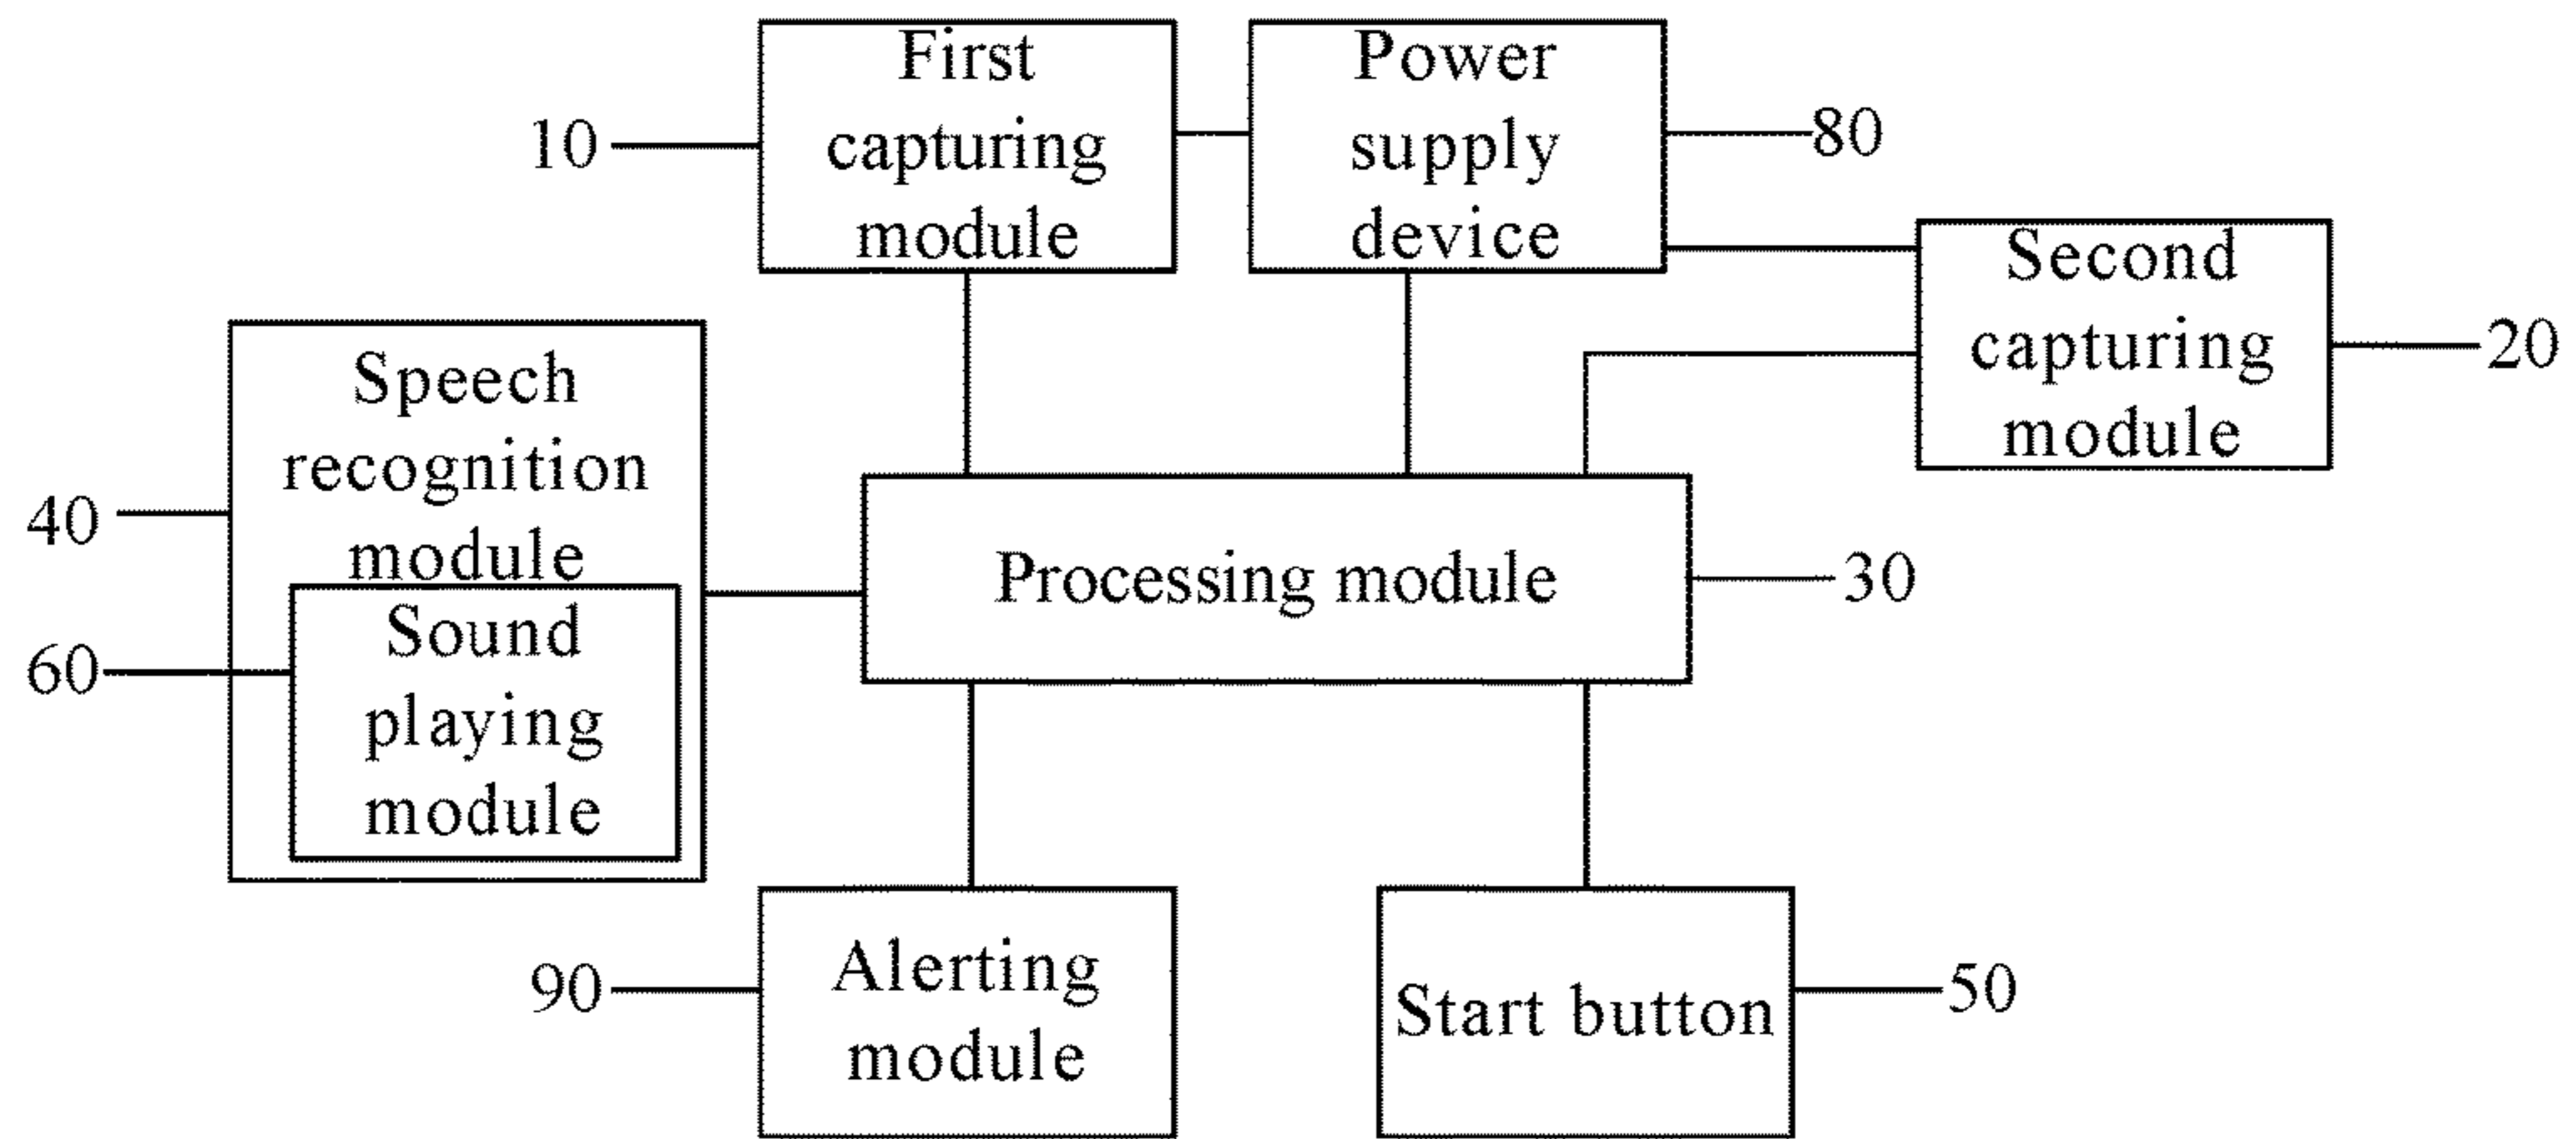 First
capturing
module
10
Power
supply
device
80
Second
capturing
module
20
Speech
recognition
module
40
Sound
playing
module
60
Processing module
30
Alerting
module
90
Start button
50